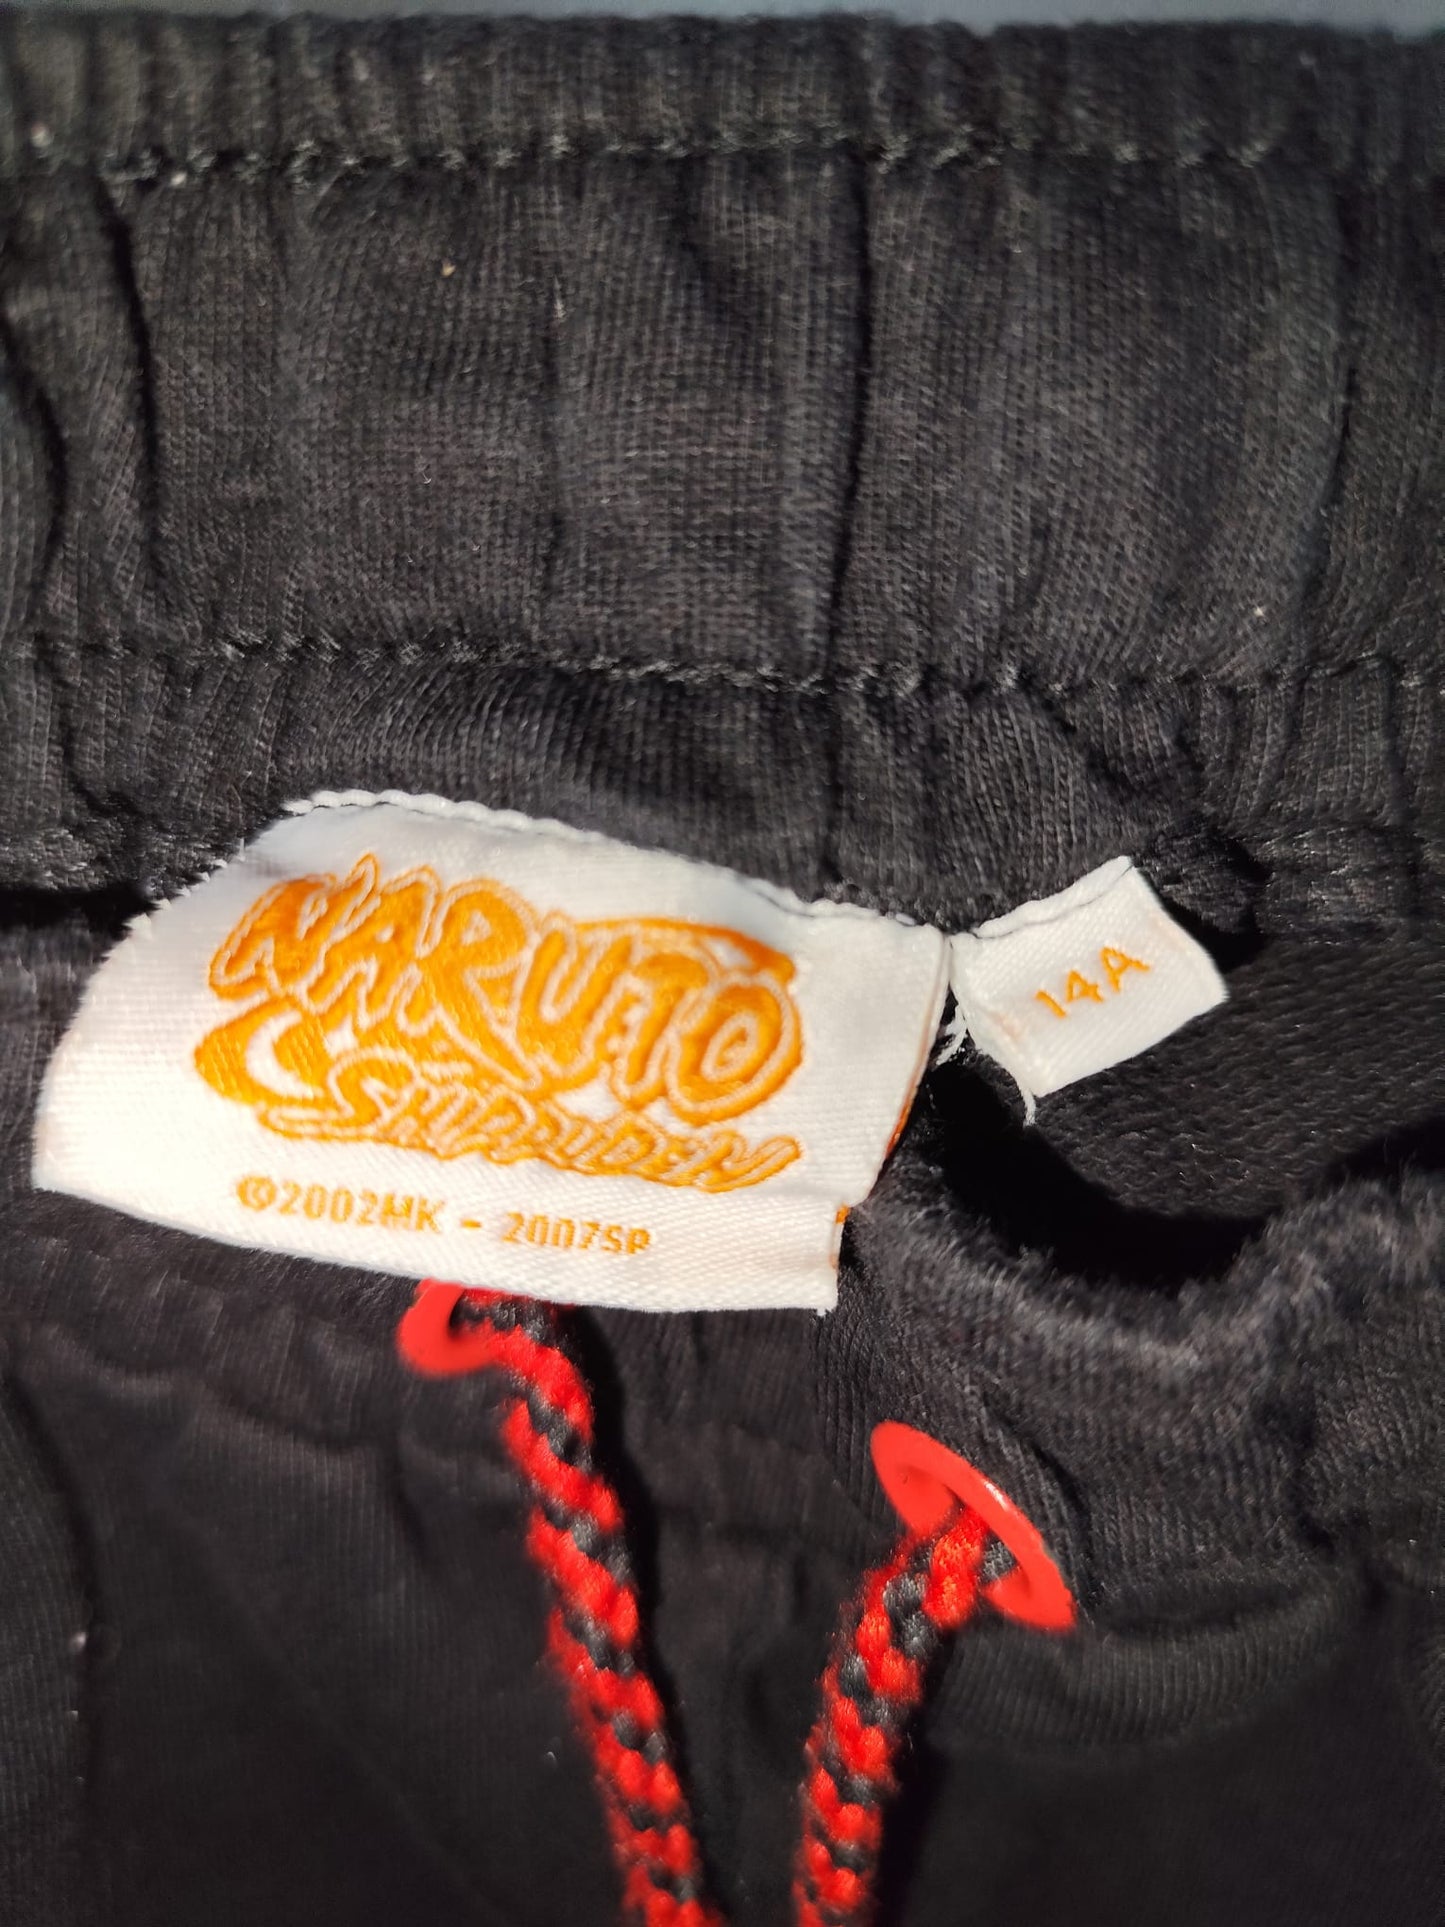 NARUTO
SHIPPUDEN
©2002MK - 2007SP
14A